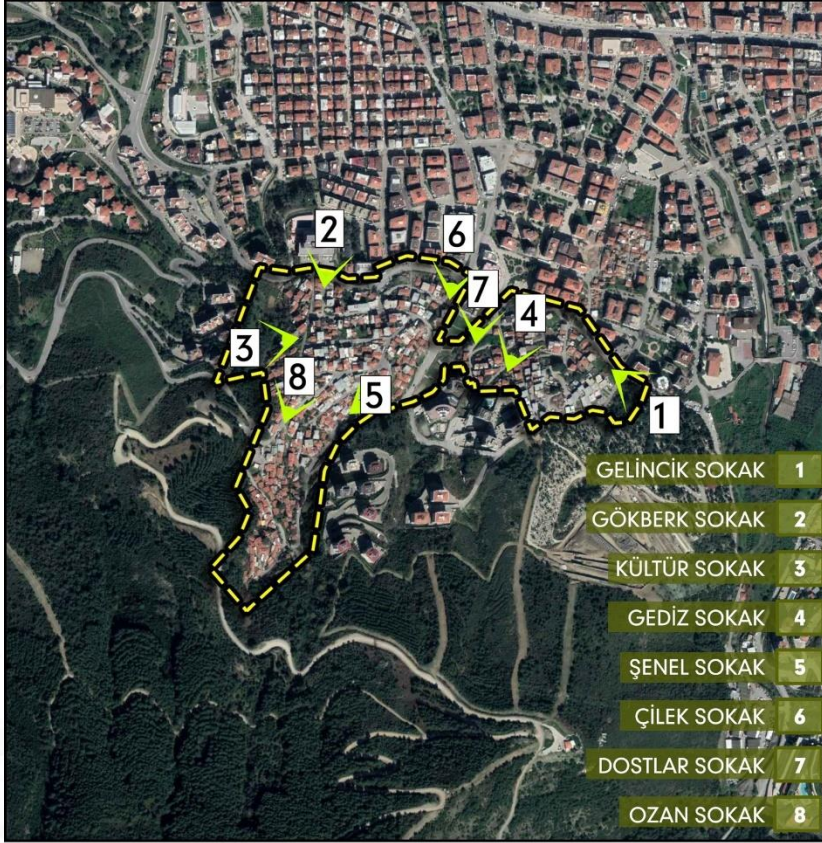 2
6
7
4
3
8
5
1
GELİNCİK SOKAK 1
GÖKBERK SOKAK 2
KÜLTÜR SOKAK 3
GEDİZ SOKAK 4
ŞENEL SOKAK 5
ÇİLEK SOKAK 6
DOSTLAR SOKAK 7
OZAN SOKAK 8